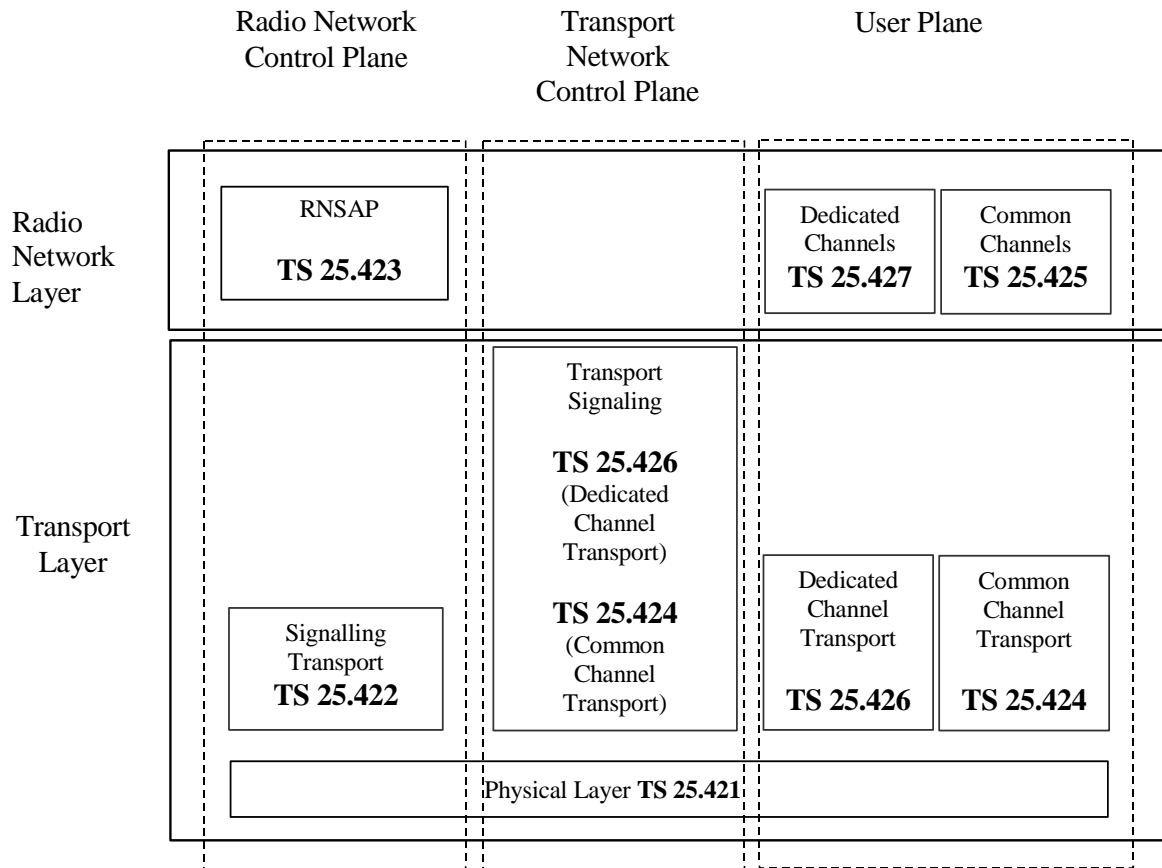 Radio Network
Control Plane
Transport
Network
Control Plane
User Plane
Radio
Network
Layer
RNSAP
TS 25.423
Dedicated
Channels
TS 25.427
Common
Channels
TS 25.425
Transport
Layer
Signalling
Transport
TS 25.422
Transport
Signaling
TS 25.426
(Dedicated
Channel
Transport)
TS 25.424
(Common
Channel
Transport)
Dedicated
Channel
Transport
TS 25.426
Common
Channel
Transport
TS 25.424
Physical Layer TS 25.421